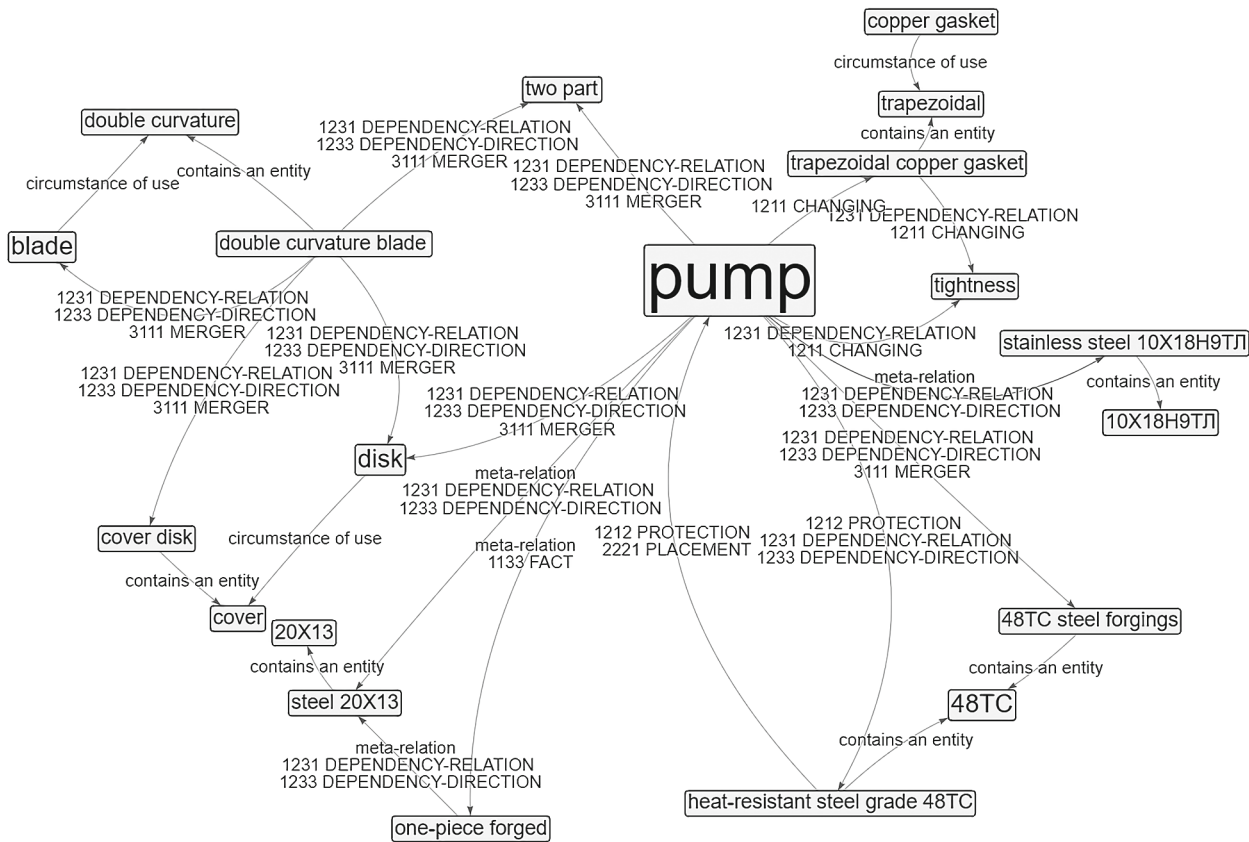 copper gasket
circumstance of use
two part
trapezoidal
double curvature
1231 DEPENDENCY-RELATION
1233 DEPENDENCY-DIRECTION
3111 MERGER
contains an entity
trapezoidal copper gasket
contains an entity
circumstance of use
1231 DEPENDENCY-RELATION
1233 DEPENDENCY-DIRECTION
3111 MERGER
1211 CHANGING
1231 DEPENDENCY-RELATION
1211 CHANGING
blade
double curvature blade
pump
tightness
1231 DEPENDENCY-RELATION
1233 DEPENDENCY-DIRECTION
3111 MERGER
1231 DEPENDENCY-RELATION
1233 DEPENDENCY-DIRECTION
3111 MERGER
1231 DEPENDENCY-RELATION
1211 CHANGING
stainless steel 10Х18Н9ТЛ
1231 DEPENDENCY-RELATION
1233 DEPENDENCY-DIRECTION
3111 MERGER
meta-relation
1231 DEPENDENCY-RELATION
1233 DEPENDENCY-DIRECTION
contains an entity
10Х18Н9ТЛ
1231 DEPENDENCY-RELATION
1233 DEPENDENCY-DIRECTION
3111 MERGER
1231 DEPENDENCY-RELATION
1233 DEPENDENCY-DIRECTION
3111 MERGER
disk
meta-relation
1231 DEPENDENCY-RELATION
1233 DEPENDENCY-DIRECTION
cover disk
circumstance of use
meta-relation
1133 FACT
1212 PROTECTION
2221 PLACEMENT
1212 PROTECTION
1231 DEPENDENCY-RELATION
1233 DEPENDENCY-DIRECTION
contains an entity
cover
20X13
48TC steel forgings
contains an entity
contains an entity
steel 20X13
48TC
meta-relation
1231 DEPENDENCY-RELATION
1233 DEPENDENCY-DIRECTION
contains an entity
heat-resistant steel grade 48TC
one-piece forged